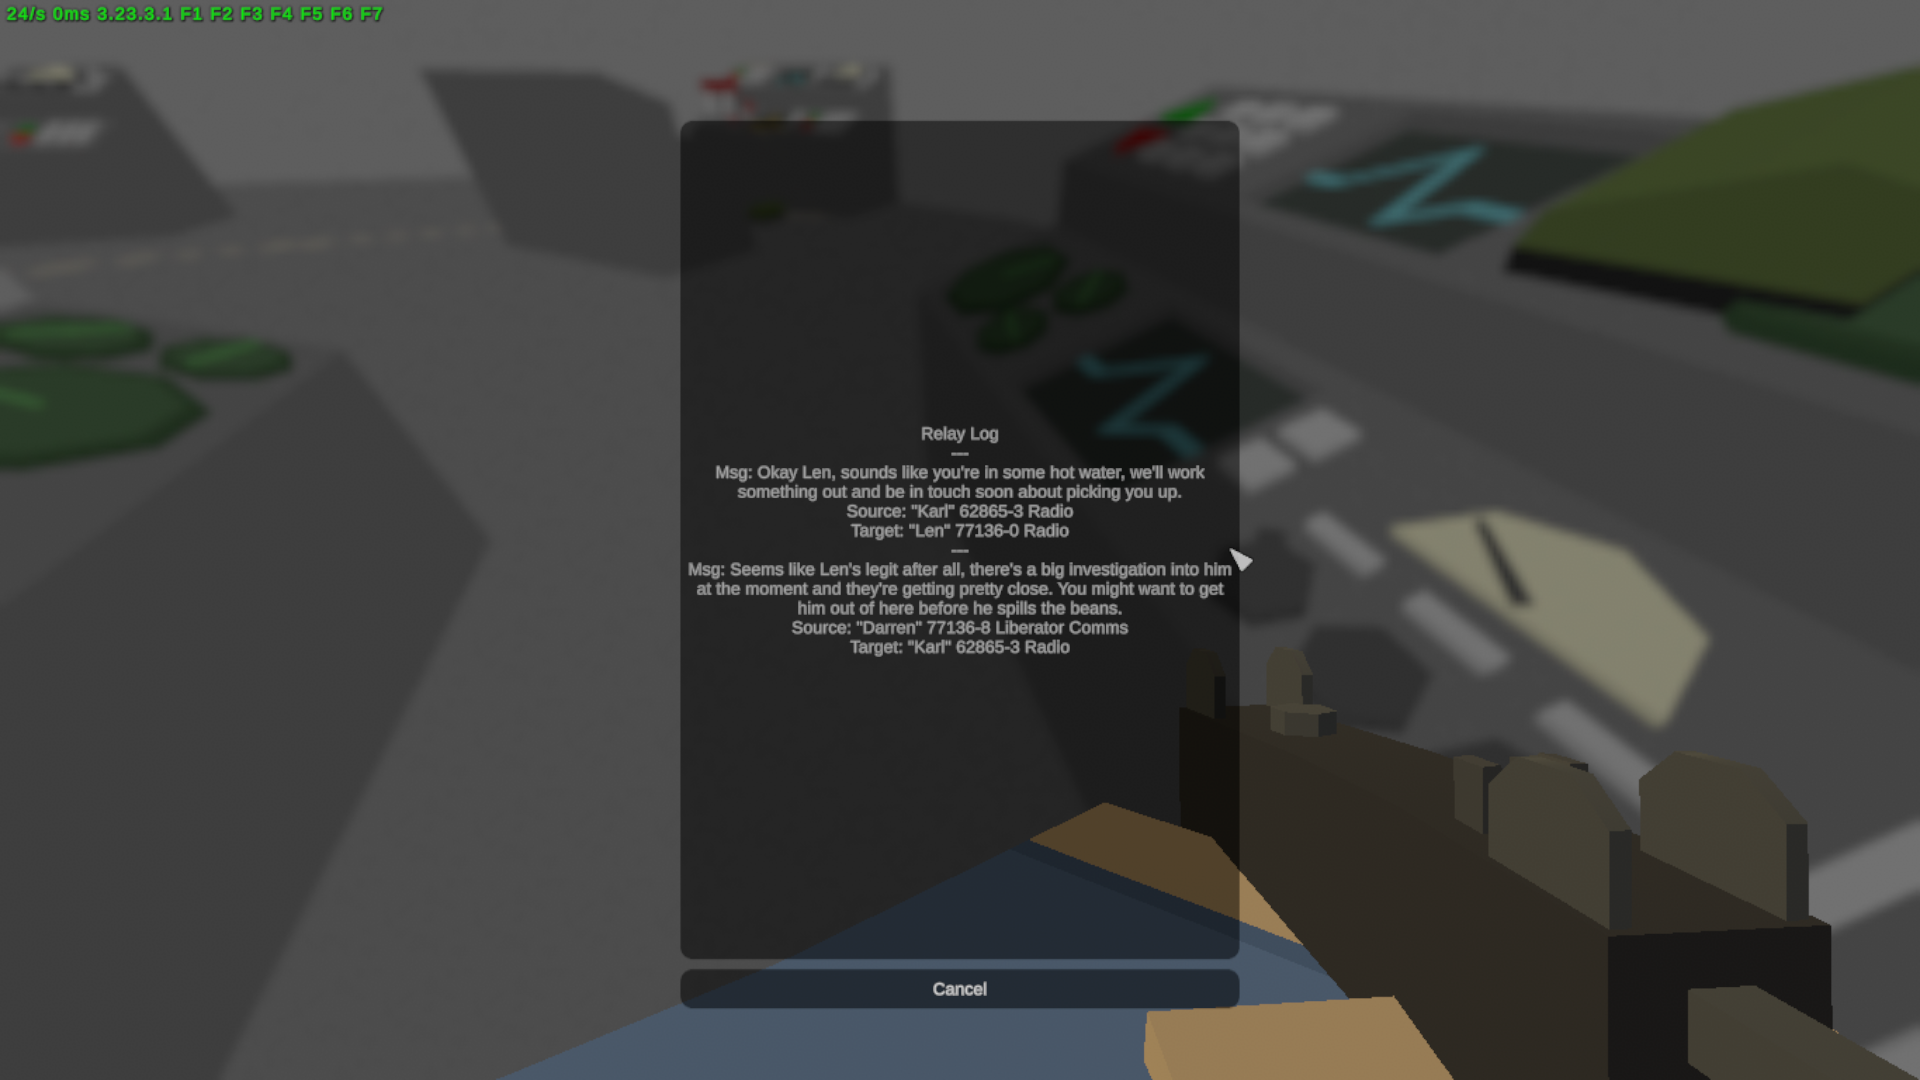 24/s 0ms 3.23.3.1 F1 F2 F3 F4 F5 F6 F7
Relay Log
---
Msg: Okay Len, sounds like you're in some hot water, we'll work
something out and be in touch soon about picking you up.
Source: "Karl" 62865-3 Radio
Target: "Len" 77136-0 Radio
---
Msg: Seems like Len's legit after all, there's a big investigation into him
at the moment and they're getting pretty close. You might want to get
him out of here before he spills the beans.
Source: "Darren" 77136-8 Liberator Comms
Target: "Karl" 62865-3 Radio
Cancel